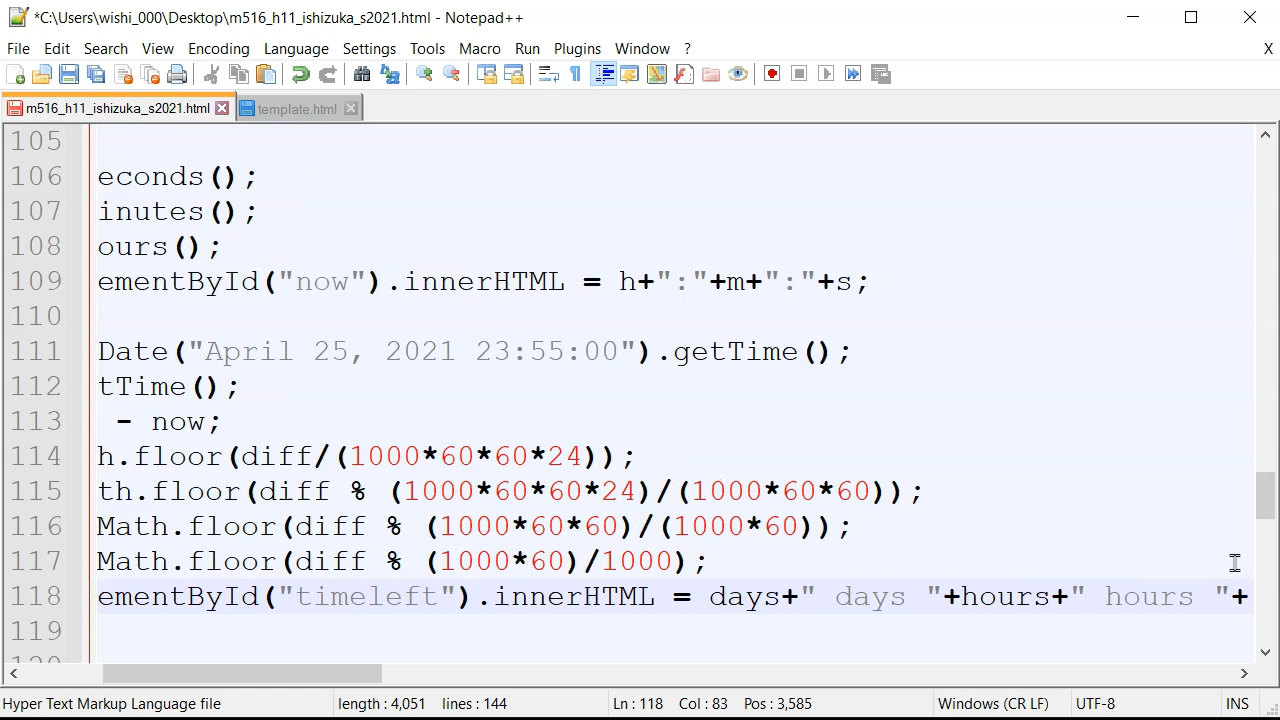 *C:\Users\wishi_000\Desktop\m516_h11_ishizuka_s2021.html - Notepad++
File Edit Search View Encoding Language Settings Tools Macro Run Plugins Window ? X
m516_h11_ishizuka_s2021.html template.html
105
106 econds();
107 inutes();
108 ours();
109 ementById("now").innerHTML = h+":"+m+":"+s;
110
111 Date("April 25, 2021 23:55:00").getTime();
112 tTime();
113 - now;
114 h.floor(diff/(1000*60*60*24));
115 th.floor(diff % (1000*60*60*24)/(1000*60*60));
116 Math.floor(diff % (1000*60*60)/(1000*60));
117 Math.floor(diff % (1000*60)/1000);
118 ementById("timeleft").innerHTML = days+" days "+hours+" hours "+
119
120
Hyper Text Markup Language file length : 4,051 lines : 144 Ln : 118 Col : 83 Pos : 3,585 Windows (CR LF) UTF-8 INS